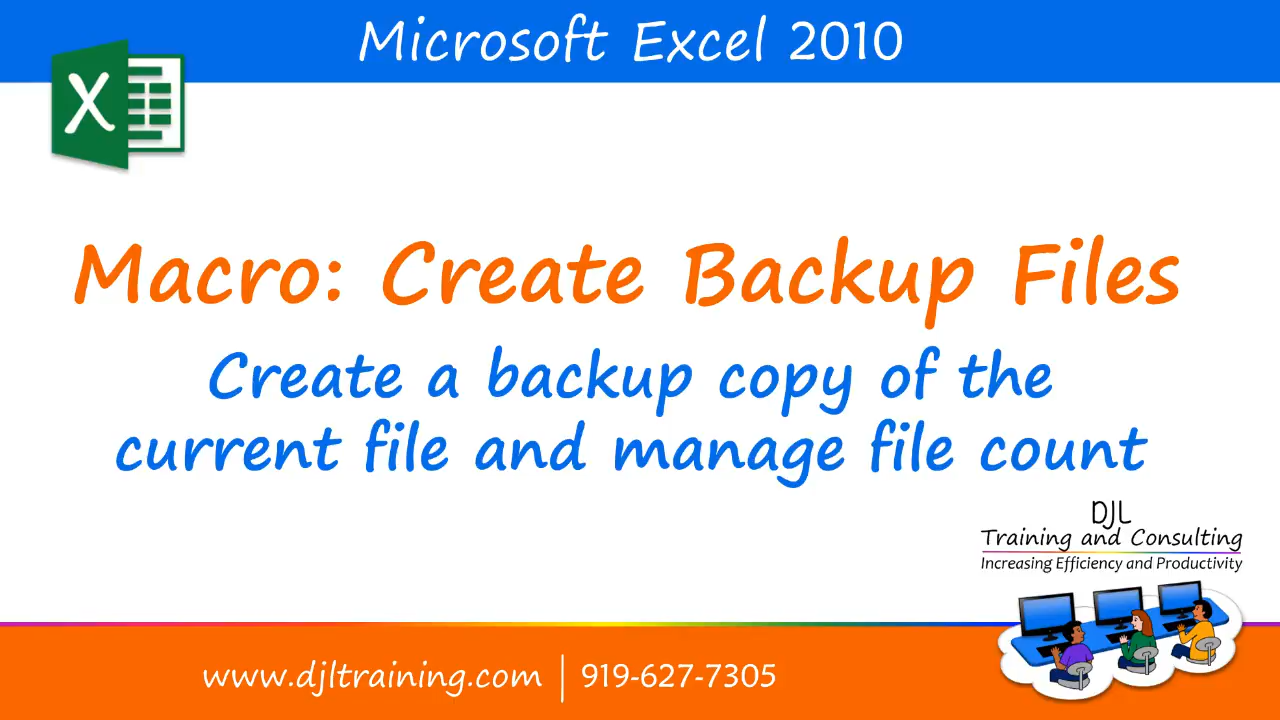 Microsoft Excel 2010
X
Macro: Create Backup Files
Create a backup copy of the
current file and manage file count
DJL
Training and Consulting
Increasing Efficiency and Productivity
www.djltraining.com | 919-627-7305